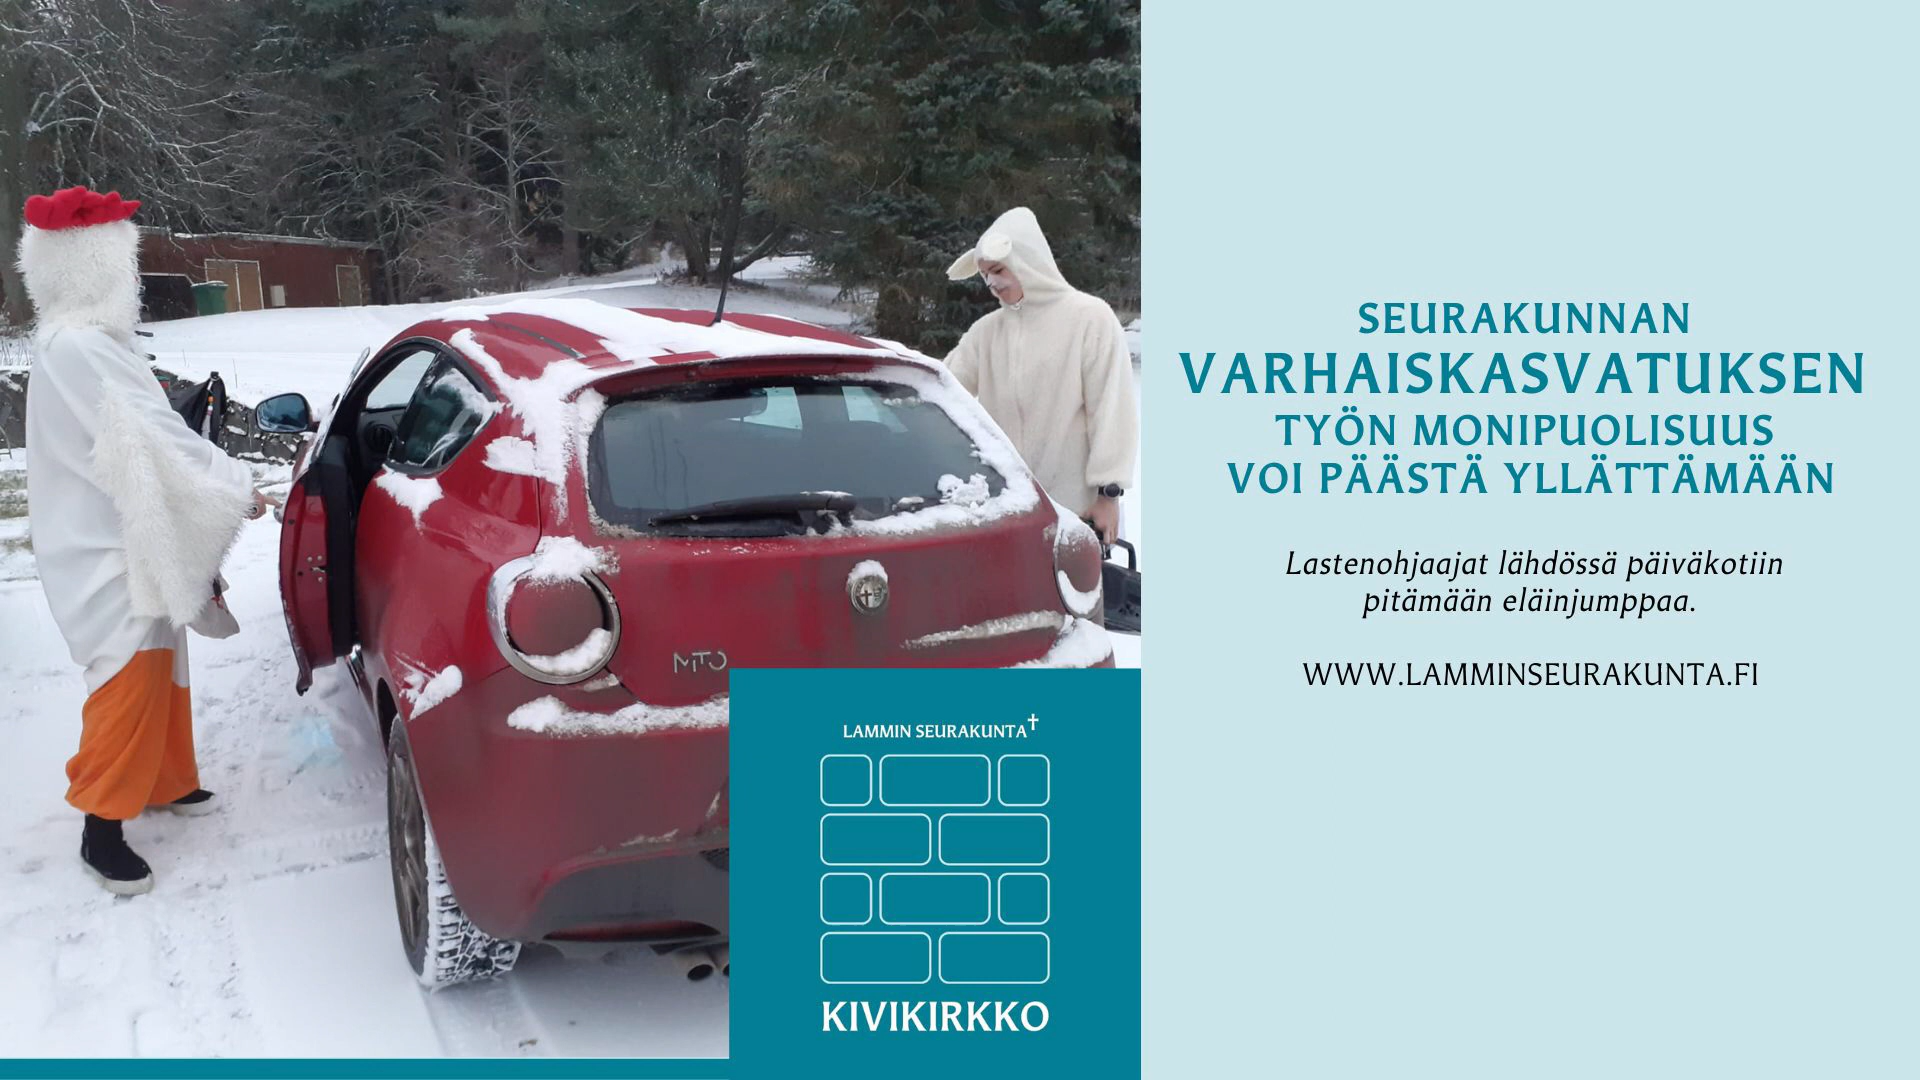 SEURAKUNNAN
VARHAISKASVATUKSEN
TYÖN MONIPUOLISUUS
VOI PÄÄSTÄ YLLÄTTÄMÄÄN
Lastenohjaajat lähdössä päiväkotiin
pitämään eläinjumppaa.
WWW.LAMMINSEURAKUNTA.FI
MiTo
LAMMIN SEURAKUNTA
KIVIKIRKKO